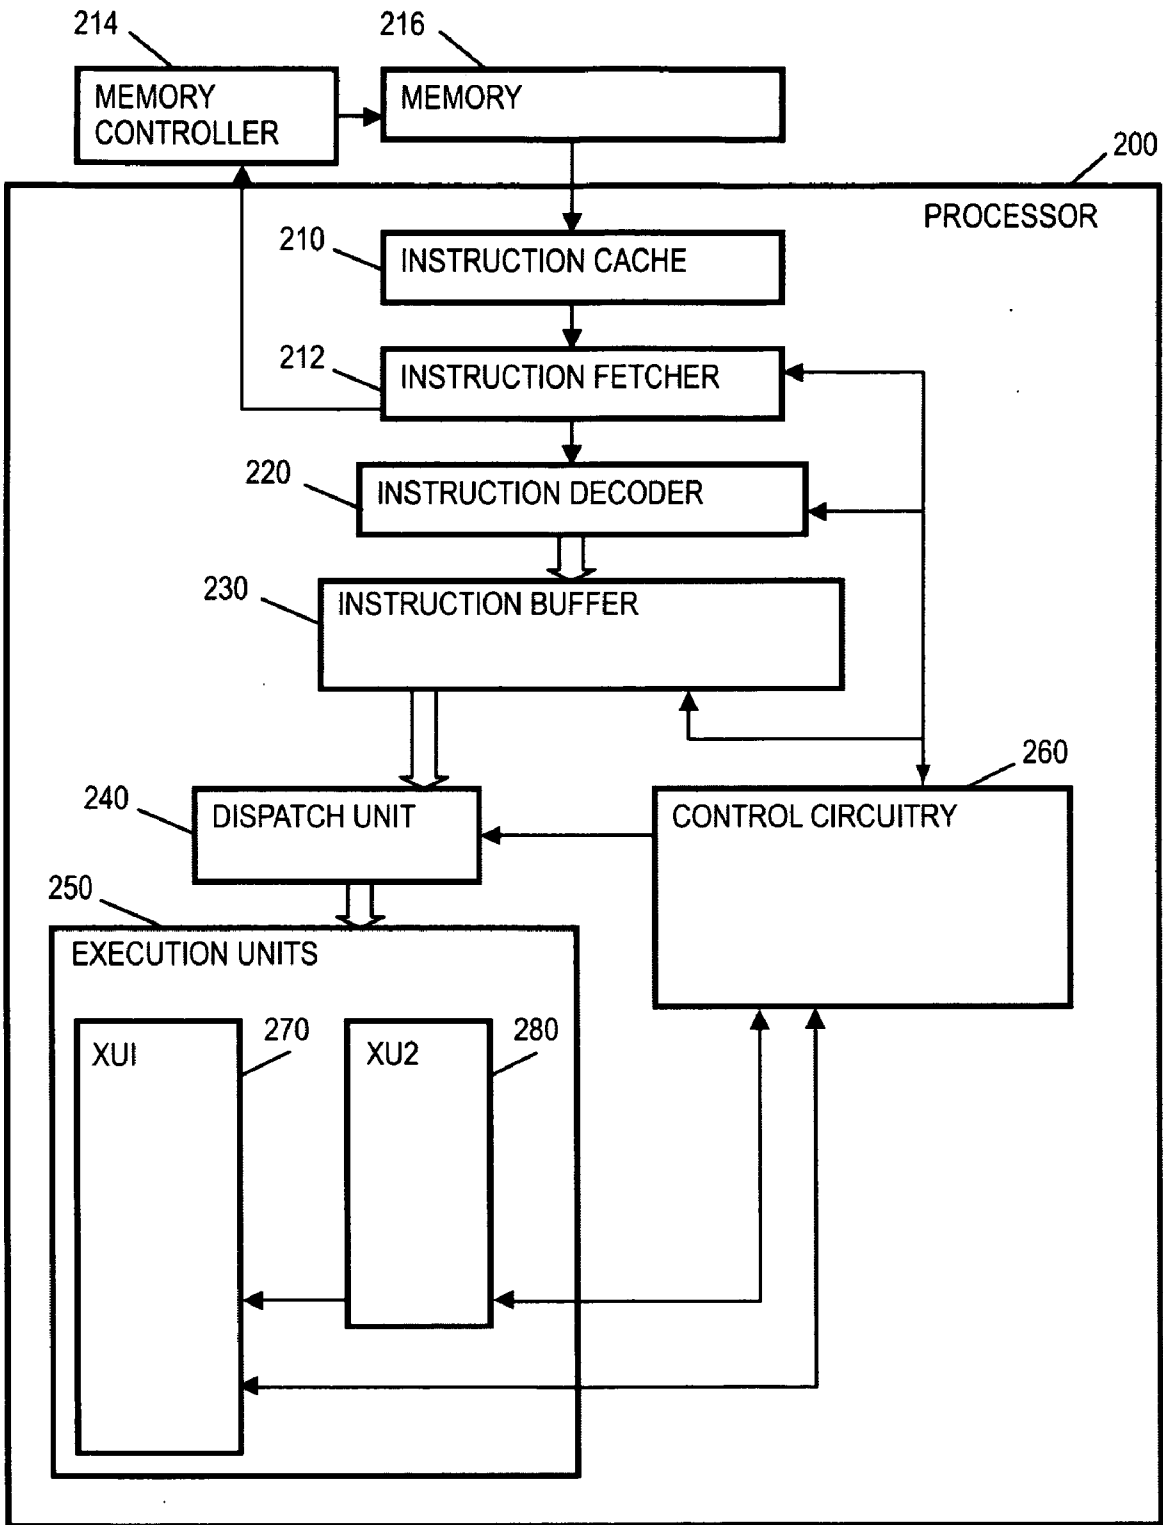 214
216
MEMORY
CONTROLLER
MEMORY
200
PROCESSOR
210
INSTRUCTION CACHE
212
INSTRUCTION FETCHER
220
INSTRUCTION DECODER
230
INSTRUCTION BUFFER
260
240
DISPATCH UNIT
CONTROL CIRCUITRY
250
EXECUTION UNITS
270
280
XU1
XU2